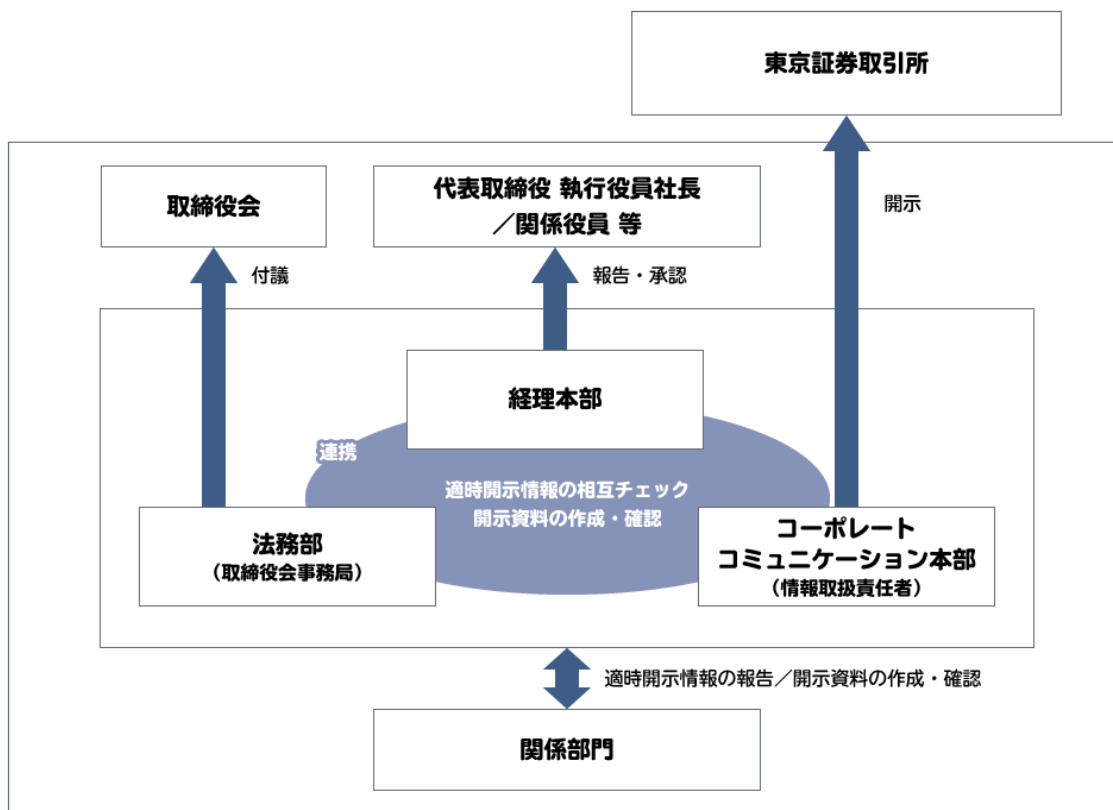 東京証券取引所
取締役会
代表取締役 執行役員社長
／関係役員 等
開示
付議
報告・承認
経理本部
連携
適時開示情報の相互チェック
開示資料の作成・確認
法務部
（取締役会事務局）
コーポレート
コミュニケーション本部
（情報取扱責任者）
適時開示情報の報告／開示資料の作成・確認
関係部門